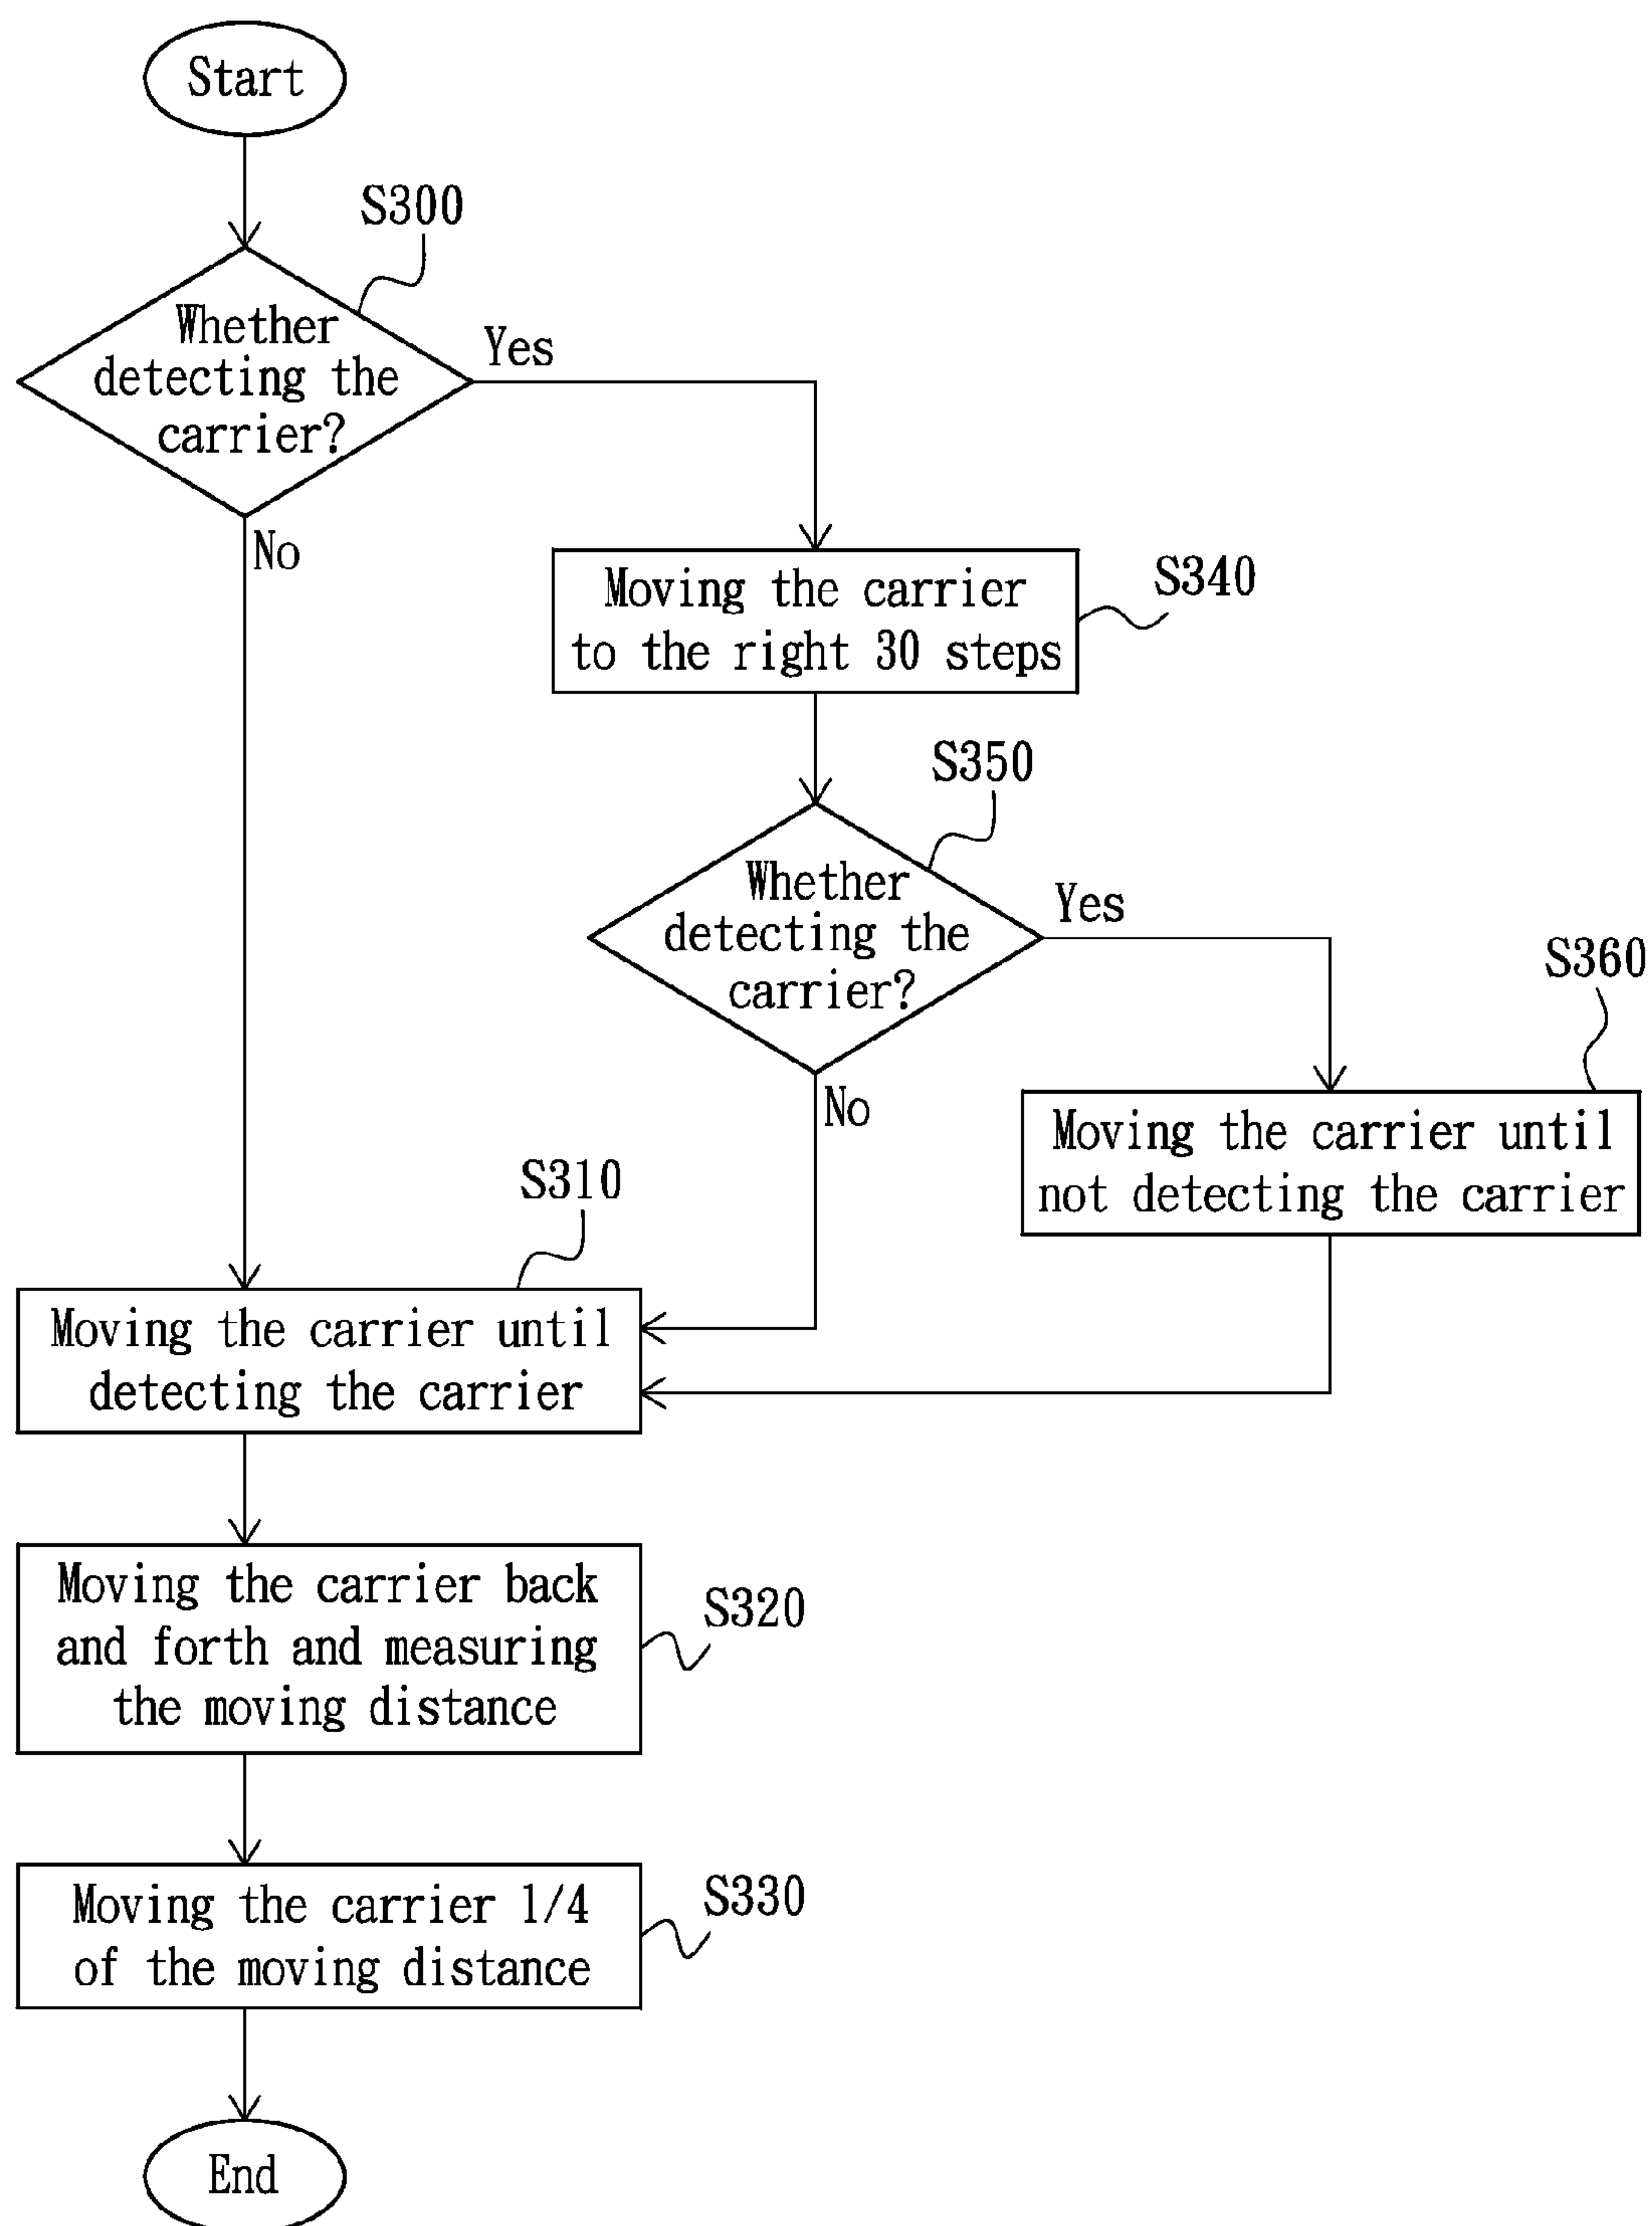 Start
S300
Whether
detecting the
carrier?
Yes
No
Moving the carrier
to the right 30 steps
S340
S350
Whether
detecting the
carrier?
Yes
No
S360
Moving the carrier until
not detecting the carrier
S310
Moving the carrier until
detecting the carrier
Moving the carrier back
and forth and measuring
the moving distance
S320
Moving the carrier 1/4
of the moving distance
S330
End